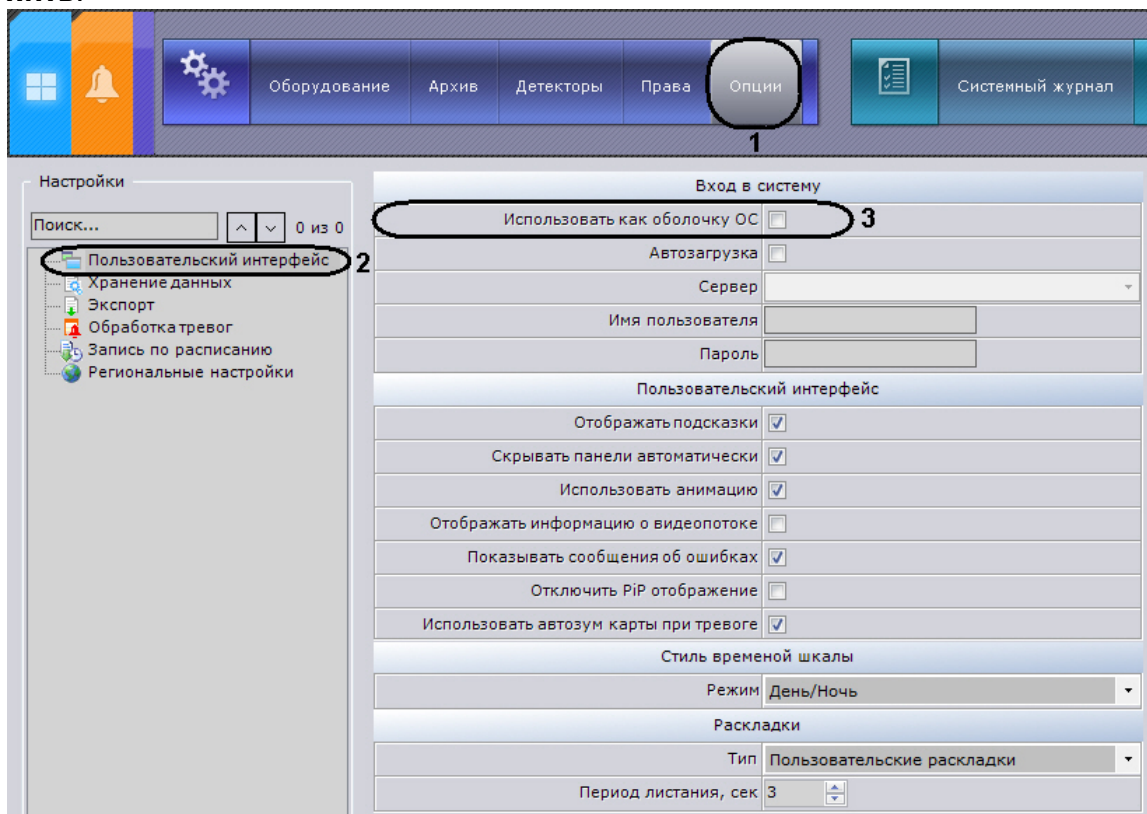 Оборудование Архив Детекторы Права Опции Системный журнал
1
Настройки
Поиск... 0 из 0
Пользовательский интерфейс 2
Хранение данных
Экспорт
Обработка тревог
Запись по расписанию
Региональные настройки
Вход в систему
Использовать как оболочку ОС 3
Автозагрузка
Сервер
Имя пользователя
Пароль
Пользовательский интерфейс
Отображать подсказки
Скрывать панели автоматически
Использовать анимацию
Отображать информацию о видеопотоке
Показывать сообщения об ошибках
Отключить PiP отображение
Использовать автозум карты при тревоге
Стиль временой шкалы
Режим День/Ночь
Раскладки
Тип Пользовательские раскладки
Период листания, сек 3